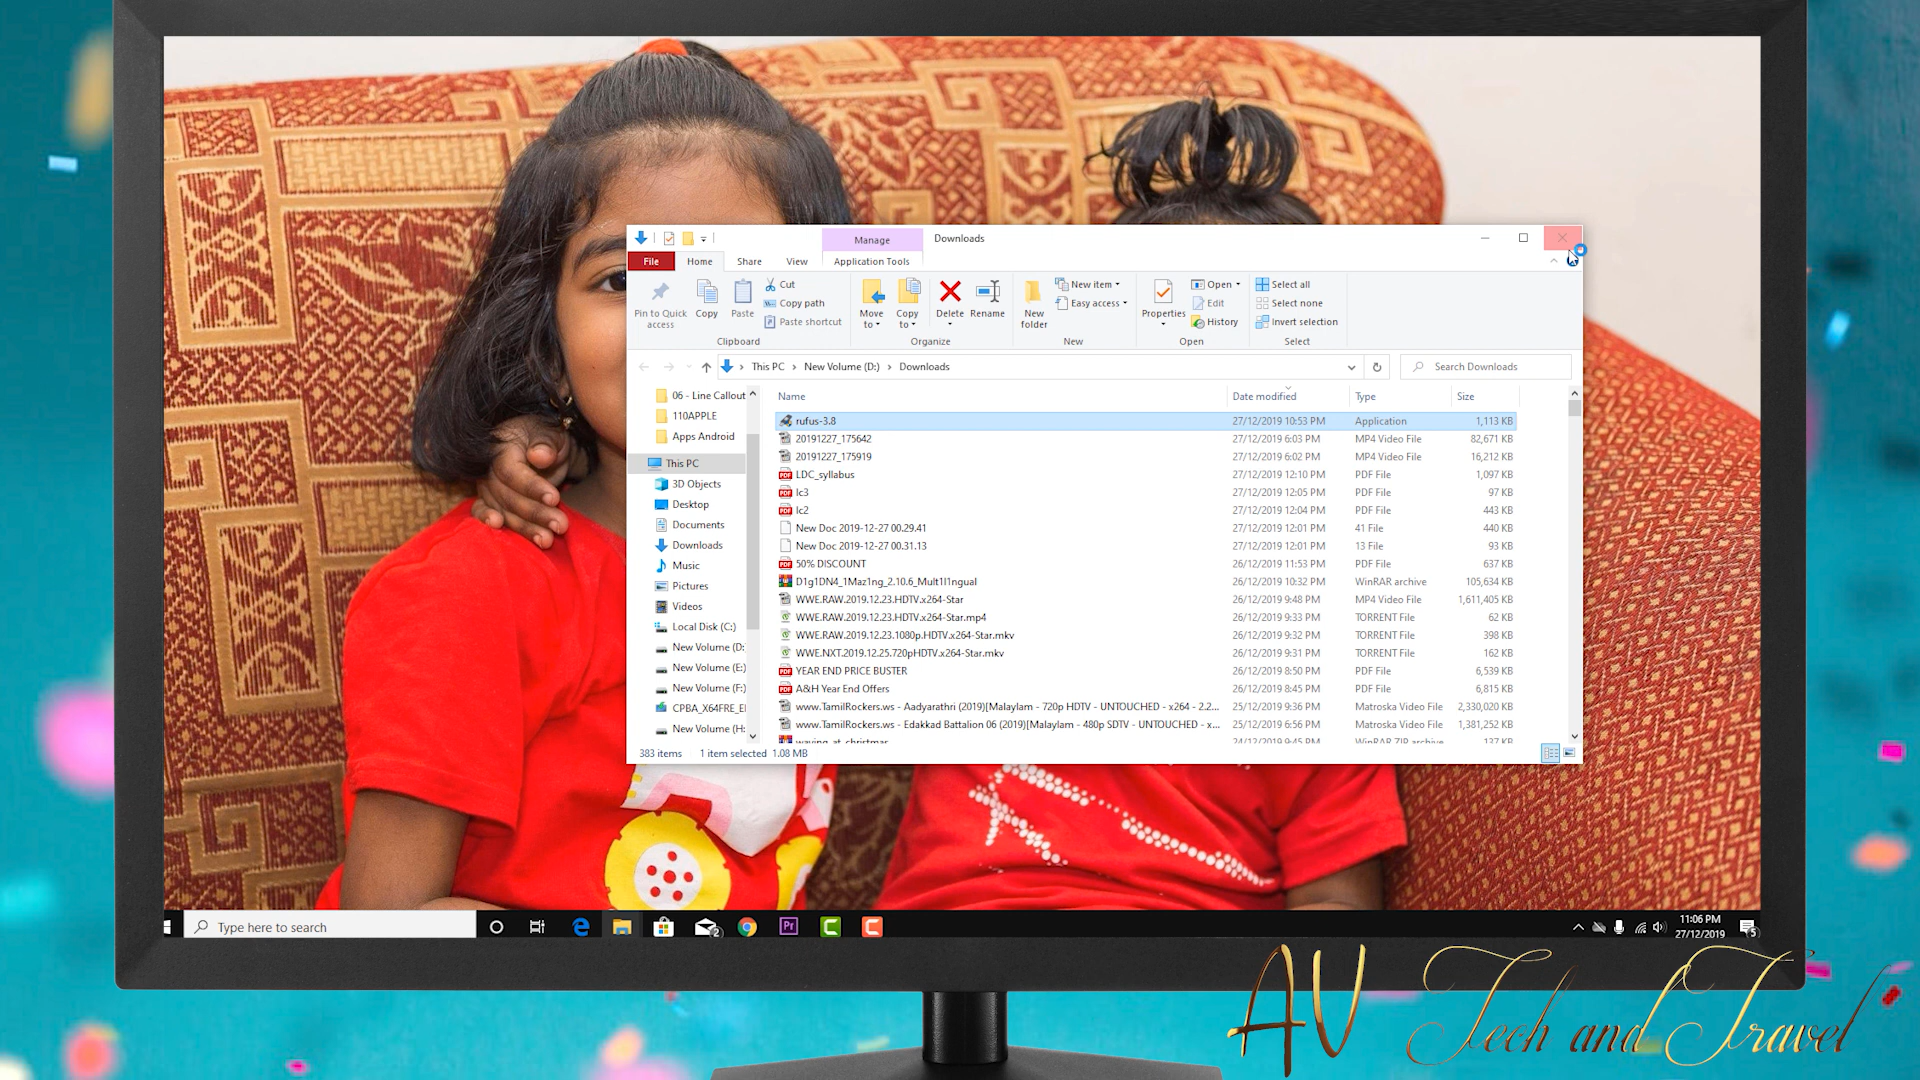 Manage
Downloads
File
Home
Share
View
Application Tools
Pin to Quick access
Copy
Paste
Cut
Copy path
Paste shortcut
Clipboard
Move to
Copy to
Delete
Rename
Organize
New folder
New item
Easy access
New
Properties
Open
Edit
History
Open
Select all
Select none
Invert selection
Select
This PC
New Volume (D:)
Downloads
Search Downloads
06 - Line Callout
110APPLE
Apps Android
This PC
3D Objects
Desktop
Documents
Downloads
Music
Pictures
Videos
Local Disk (C:)
New Volume (D:
New Volume (E:)
New Volume (F:)
CPBA_X64FRE_E
New Volume (H:
Name Date modified Type Size
rufus-3.8 27/12/2019 10:53 PM Application 1,113 KB
20191227_175642 27/12/2019 6:03 PM MP4 Video File 82,671 KB
20191227_175919 27/12/2019 6:02 PM MP4 Video File 16,212 KB
LDC_syllabus 27/12/2019 12:10 PM PDF File 1,097 KB
lc3 27/12/2019 12:05 PM PDF File 97 KB
lc2 27/12/2019 12:04 PM PDF File 443 KB
New Doc 2019-12-27 00.29.41 27/12/2019 12:01 PM 41 File 440 KB
New Doc 2019-12-27 00.31.13 27/12/2019 12:01 PM 13 File 93 KB
50% DISCOUNT 26/12/2019 11:53 PM PDF File 637 KB
D1g1DN4_1Maz1ng_2.10.6_Mult1l1ngual 26/12/2019 10:32 PM WinRAR archive 105,634 KB
WWE.RAW.2019.12.23.HDTV.x264-Star 26/12/2019 9:48 PM MP4 Video File 1,611,405 KB
WWE.RAW.2019.12.23.HDTV.x264-Star.mp4 26/12/2019 9:33 PM TORRENT File 62 KB
WWE.RAW.2019.12.23.1080p.HDTV.x264-Star.mkv 26/12/2019 9:32 PM TORRENT File 398 KB
WWE.NXT.2019.12.25.720pHDTV.x264-Star.mkv 26/12/2019 9:31 PM TORRENT File 162 KB
YEAR END PRICE BUSTER 26/12/2019 8:50 PM PDF File 6,539 KB
A&H Year End Offers 26/12/2019 8:45 PM PDF File 6,815 KB
www.TamilRockers.ws - Aadyarathri (2019)[Malaylam - 720p HDTV - UNTOUCHED - x264 - 2.2... 25/12/2019 9:36 PM Matroska Video File 2,330,020 KB
www.TamilRockers.ws - Edakkad Battalion 06 (2019)[Malaylam - 480p SDTV - UNTOUCHED - x... 25/12/2019 6:56 PM Matroska Video File 1,381,252 KB
waving_at_christmas 24/12/2019 9:45 PM WinRAR ZIP archive 137 KB
383 items 1 item selected 1.08 MB
Type here to search
2
Pr
11:06 PM
27/12/2019
5
AV Tech and Travel